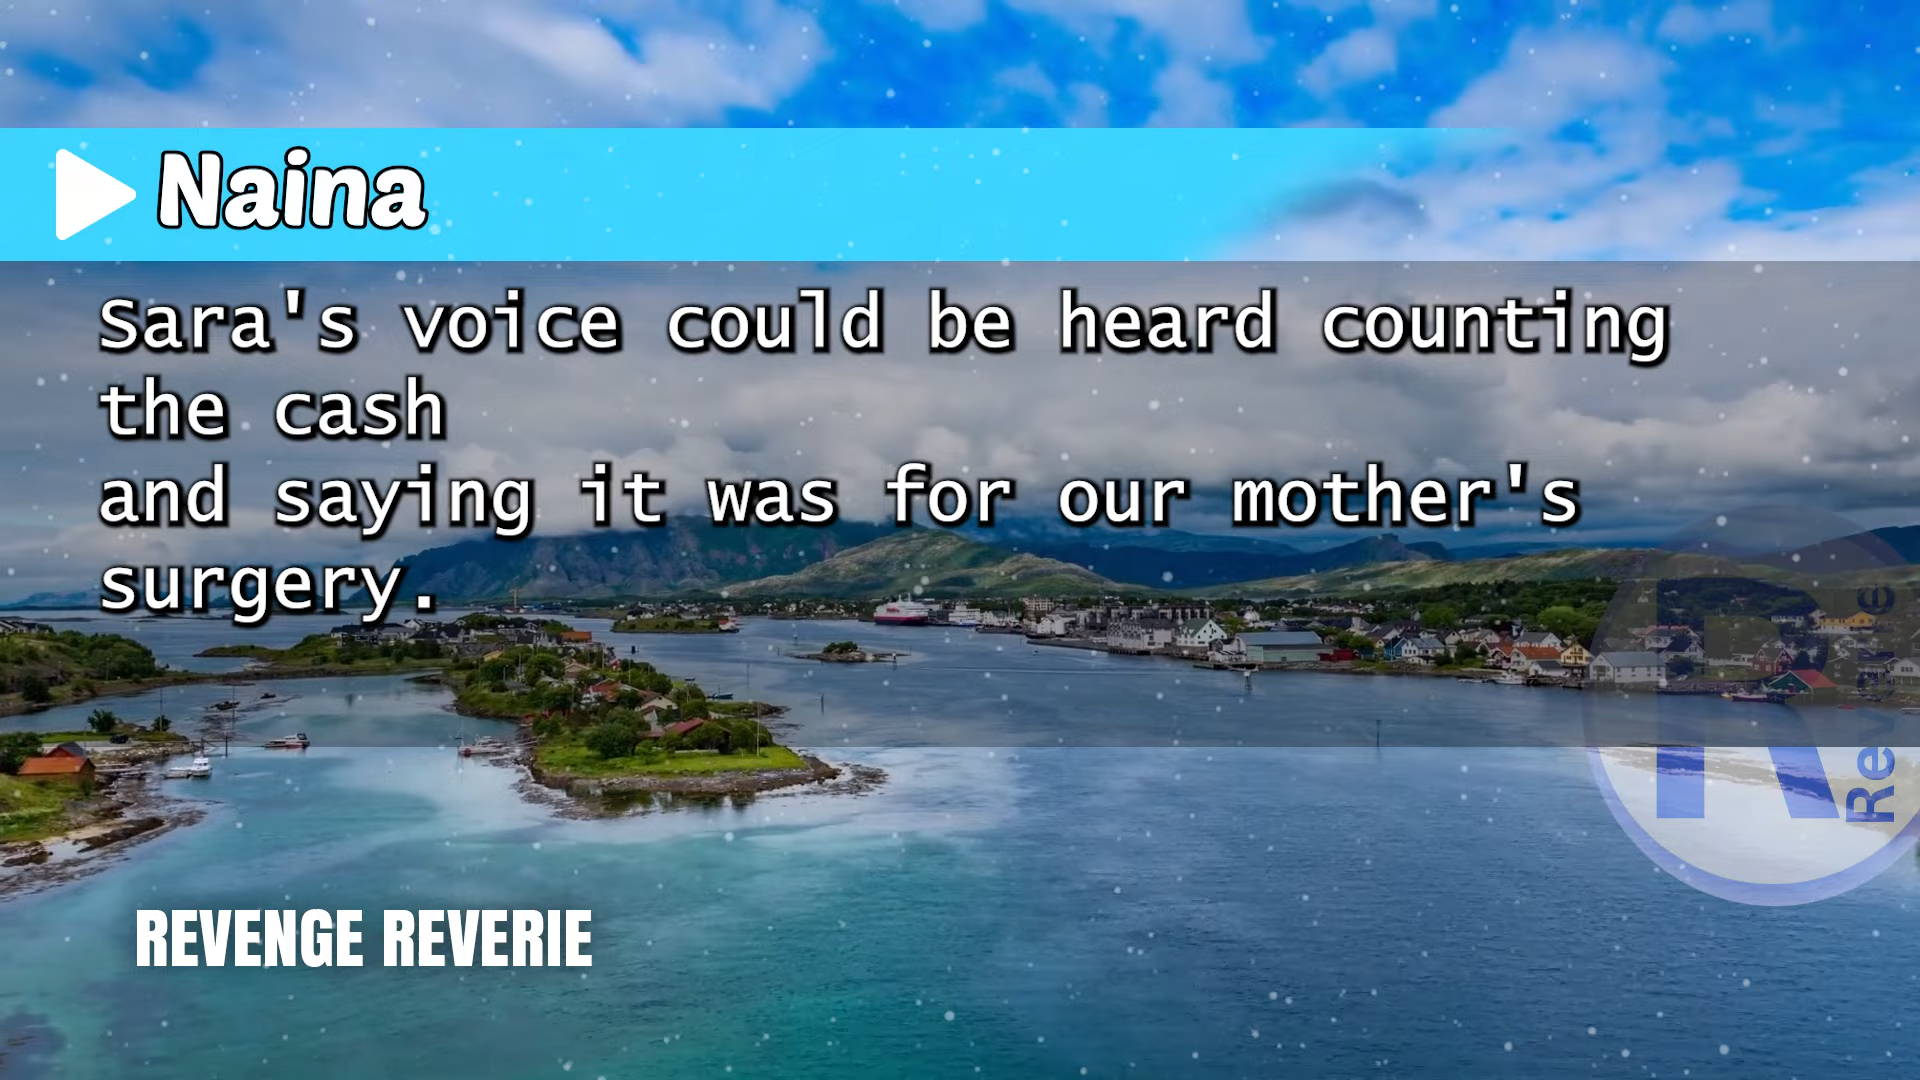 Naina
Sara's voice could be heard counting
the cash
and saying it was for our mother's
surgery.
R
Reverie
REVENGE REVERIE